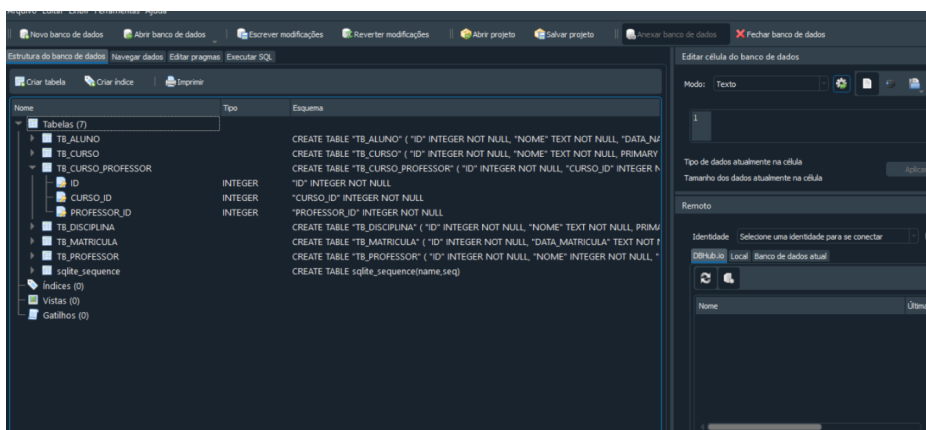 Arquivo Editar Exibir Ferramentas Ajuda
Novo banco de dados Abrir banco de dados Escrever modificações Reverter modificações Abrir projeto Salvar projeto Anexar banco de dados Fechar banco de dados
Estrutura do banco de dados Navegar dados Editar pragmas Executar SQL
Criar tabela Criar índice Imprimir
Nome Tipo Esquema
Tabelas (7)
TB_ALUNO CREATE TABLE "TB_ALUNO" ( "ID" INTEGER NOT NULL, "NOME" TEXT NOT NULL, "DATA_NA
TB_CURSO CREATE TABLE "TB_CURSO" ( "ID" INTEGER NOT NULL, "NOME" TEXT NOT NULL, PRIMARY
TB_CURSO_PROFESSOR CREATE TABLE "TB_CURSO_PROFESSOR" ( "ID" INTEGER NOT NULL, "CURSO_ID" INTEGER N
ID INTEGER "ID" INTEGER NOT NULL
CURSO_ID INTEGER "CURSO_ID" INTEGER NOT NULL
PROFESSOR_ID INTEGER "PROFESSOR_ID" INTEGER NOT NULL
TB_DISCIPLINA CREATE TABLE "TB_DISCIPLINA" ( "ID" INTEGER NOT NULL, "NOME" TEXT NOT NULL, PRIMA
TB_MATRICULA CREATE TABLE "TB_MATRICULA" ( "ID" INTEGER NOT NULL, "DATA_MATRICULA" TEXT NOT
TB_PROFESSOR CREATE TABLE "TB_PROFESSOR" ( "ID" INTEGER NOT NULL, "NOME" INTEGER NOT NULL, "
sqlite_sequence CREATE TABLE sqlite_sequence(name,seq)
Índices (0)
Vistas (0)
Gatilhos (0)
Editar célula do banco de dados
Modo: Texto
1
Tipo de dados atualmente na célula
Tamanho dos dados atualmente na célula
Aplica
Remoto
Identidade Selecione uma identidade para se conectar
DBHub.io Local Banco de dados atual
Nome Última